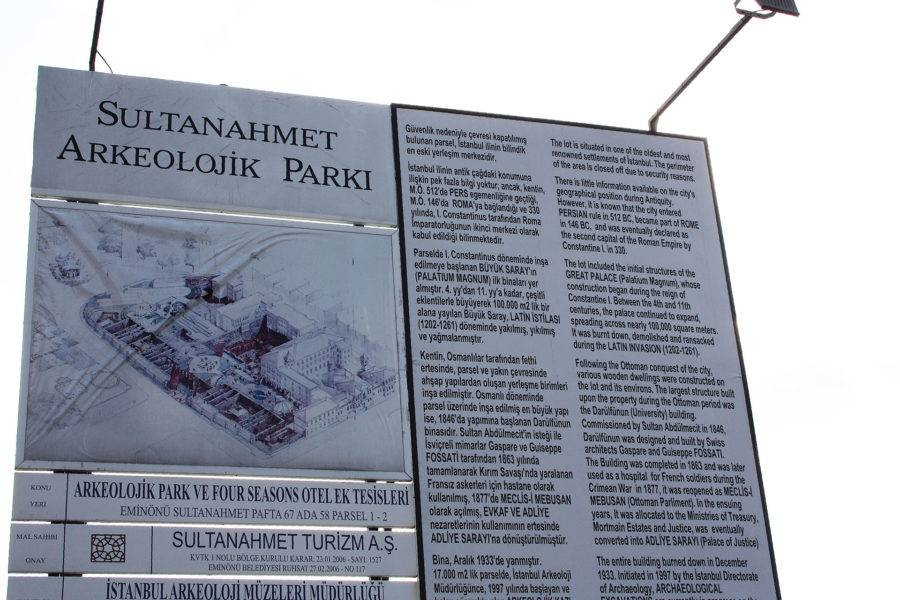 SULTANAHMET
ARKEOLOJİK PARKI
KONU
YERİ
ARKEOLOJİK PARK VE FOUR SEASONS OTEL EK TESİSLERİ
EMİNÖNÜ SULTANAHMET PAFTA 67 ADA 58 PARSEL 1 - 2
MAL SAHIBI
ONAY
SULTANAHMET TURİZM A.Ş.
KVTK 1 NOLU BÖLGE KURULU KARAR: 23.01.2006 - SAYI: 1527
EMİNÖNÜ BELEDİYESİ RUHSAT 27.02.2006 - NO 117
İSTANBUL ARKEOLOJİ MÜZELERİ MÜDÜRLÜĞÜ
Güvenlik nedeniyle çevresi kapatılmış
bulunan parsel, İstanbul ilinin bilindik
en eski yerleşim merkezidir.
İstanbul ilinin antik çağdaki konumuna
ilişkin pek fazla bilgi yoktur; ancak, kentin,
M.Ö. 512'de PERS egemenliğine geçtiği,
M.Ö. 146'da ROMA'ya bağlandığı ve 330
yılında, I. Constantinus tarafından Roma
İmparatorluğunun ikinci merkezi olarak
kabul edildiği bilinmektedir.
Parselde I. Constantinus döneminde inşa
edilmeye başlanan BÜYÜK SARAY'ın
(PALATIUM MAGNUM) ilk binaları yer
almıştır. 4. yy'dan 11. yy'a kadar, çeşitli
eklentilerle büyüyerek 100.000 m2 lik bir
alana yayılan Büyük Saray, LATİN İSTİLASI
(1202-1261) döneminde yakılmış, yıkılmış
ve yağmalanmıştır.
Kentin, Osmanlılar tarafından fethi
ertesinde, parsel ve yakın çevresinde
ahşap yapılardan oluşan yerleşme birimleri
inşa edilmiştir. Osmanlı döneminde
parsel üzerinde inşa edilmiş en büyük yapı
ise, 1846'da yapımına başlanan Darülfünun
binasıdır. Sultan Abdülmecit'in isteği ile
İsviçreli mimarlar Gaspare ve Guiseppe
FOSSATİ tarafından 1863 yılında
tamamlanarak Kırım Savaşı'nda yaralanan
Fransız askerleri için hastane olarak
kullanılmış, 1877'de MECLİS-İ MEBUSAN
olarak açılmış, EVKAF VE ADLİYE
nezaretlerinin kullanımının ertesinde
ADLİYE SARAYI'na dönüştürülmüştür.
Bina, Aralık 1933'de yanmıştır.
17.000 m2 lik parselde, İstanbul Arkeoloji
Müdürlüğünce, 1997 yılında başlayan ve
The lot is situated in one of the oldest and most
renowned settlements of İstanbul. The perimeter
of the area is closed off due to security reasons.
There is little information available on the city's
geographical position during Antiquity.
However, it is known that the city entered
PERSIAN rule in 512 BC, became part of ROME
in 146 BC, and was eventually declared as
the second capital of the Roman Empire by
Constantine I. in 330.
The lot included the initial structures of the
GREAT PALACE (Palatium Magnum), whose
construction began during the reign of
Constantine I. Between the 4th and 11th
centuries, the palace continued to expand,
spreading across nearly 100,000 square meters.
It was burnt down, demolished and ransacked
during the LATIN INVASION (1202-1261).
Following the Ottoman conquest of the city,
various wooden dwellings were constructed on
the lot and its environs. The largest structure built
upon the property during the Ottoman period was
the Darülfünun (University) building.
Commissioned by Sultan Abdülmecit in 1846,
Darülfünun was designed and built by Swiss
architects Gaspare and Guiseppe FOSSATI.
The Building was completed in 1863 and was later
used as a hospital for French soldiers during the
Crimean War in 1877, it was reopened as MECLİS-İ
MEBUSAN (Ottoman Parliment). In the ensuing
years, It was allocated to the Ministries of Treasury,
Mortmain Estates and Justice, was eventually
converted into ADLİYE SARAYI (Palace of Justice)
The entire building burned down in December
1933. Initiated in 1997 by the İstanbul Directorate
of Archaeology, ARCHAEOLOGICAL